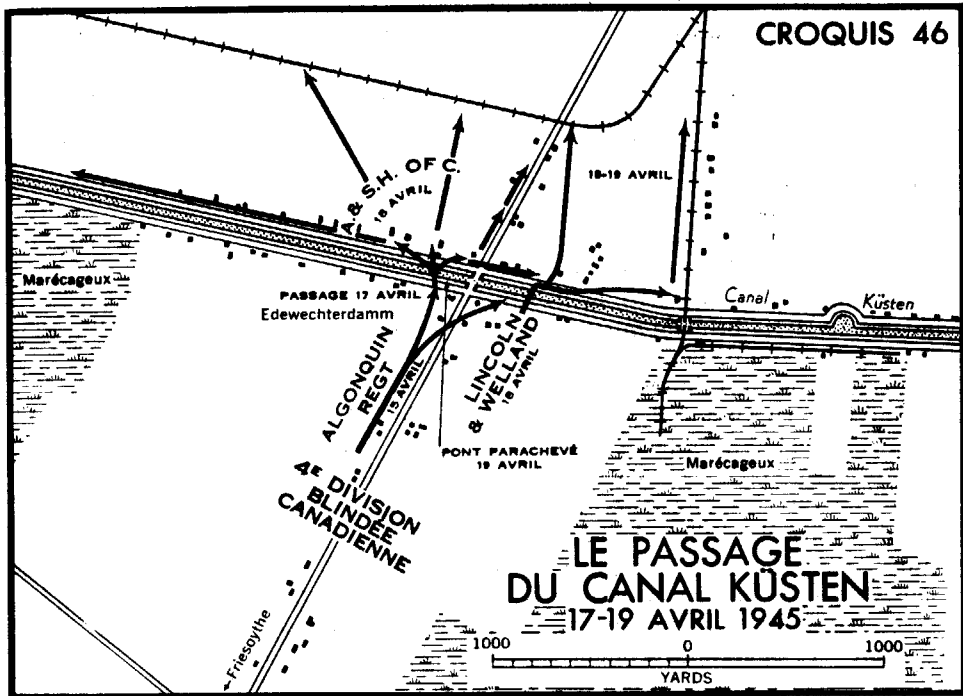 CROQUIS 46
A. & S.H. OF C.
18 AVRIL
18-19 AVRIL
Marécageux
PASSAGE 17 AVRIL
Edewechterdamm
Canal Küsten
ALGONQUIN
REGT
15 AVRIL
LINCOLN
& WELLAND
18 AVRIL
PONT PARACHEVÉ
19 AVRIL
Marécageux
4E DIVISION
BLINDÉE
CANADIENNE
LE PASSAGE
DU CANAL KÜSTEN
17-19 AVRIL 1945
1000 0 1000
YARDS
Friesoythe